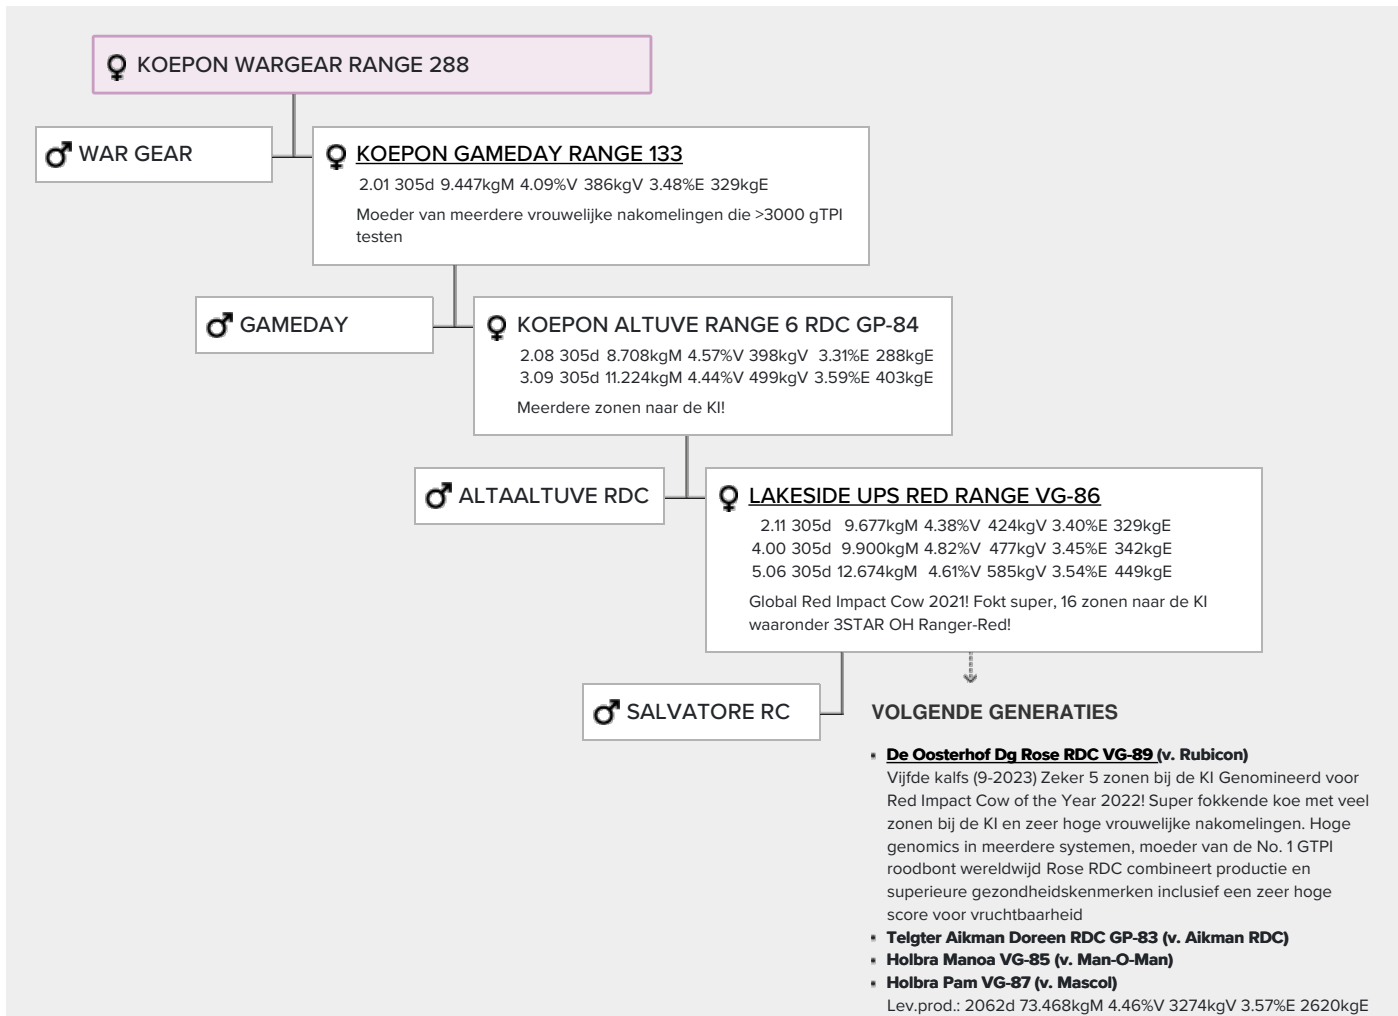 KOEPON WARGEAR RANGE 288
WAR GEAR
KOEPON GAMEDAY RANGE 133
2.01 305d 9.447kgM 4.09%V 386kgV 3.48%E 329kgE
Moeder van meerdere vrouwelijke nakomelingen die >3000 gTPI
testen
GAMEDAY
KOEPON ALTUVE RANGE 6 RDC GP-84
2.08 305d 8.708kgM 4.57%V 398kgV 3.31%E 288kgE
3.09 305d 11.224kgM 4.44%V 499kgV 3.59%E 403kgE
Meerdere zonen naar de KI!
ALTAALTUVE RDC
LAKESIDE UPS RED RANGE VG-86
2.11 305d 9.677kgM 4.38%V 424kgV 3.40%E 329kgE
4.00 305d 9.900kgM 4.82%V 477kgV 3.45%E 342kgE
5.06 305d 12.674kgM 4.61%V 585kgV 3.54%E 449kgE
Global Red Impact Cow 2021! Fokt super, 16 zonen naar de KI
waaronder 3STAR OH Ranger-Red!
SALVATORE RC
VOLGENDE GENERATIES
▪ De Oosterhof Dg Rose RDC VG-89 (v. Rubicon)
Vijfde kalfs (9-2023) Zeker 5 zonen bij de KI Genomineerd voor
Red Impact Cow of the Year 2022! Super fokkende koe met veel
zonen bij de KI en zeer hoge vrouwelijke nakomelingen. Hoge
genomics in meerdere systemen, moeder van de No. 1 GTPI
roodbont wereldwijd Rose RDC combineert productie en
superieure gezondheidskenmerken inclusief een zeer hoge
score voor vruchtbaarheid
▪ Telgter Aikman Doreen RDC GP-83 (v. Aikman RDC)
▪ Holbra Manoa VG-85 (v. Man-O-Man)
▪ Holbra Pam VG-87 (v. Mascol)
Lev.prod.: 2062d 73.468kgM 4.46%V 3274kgV 3.57%E 2620kgE